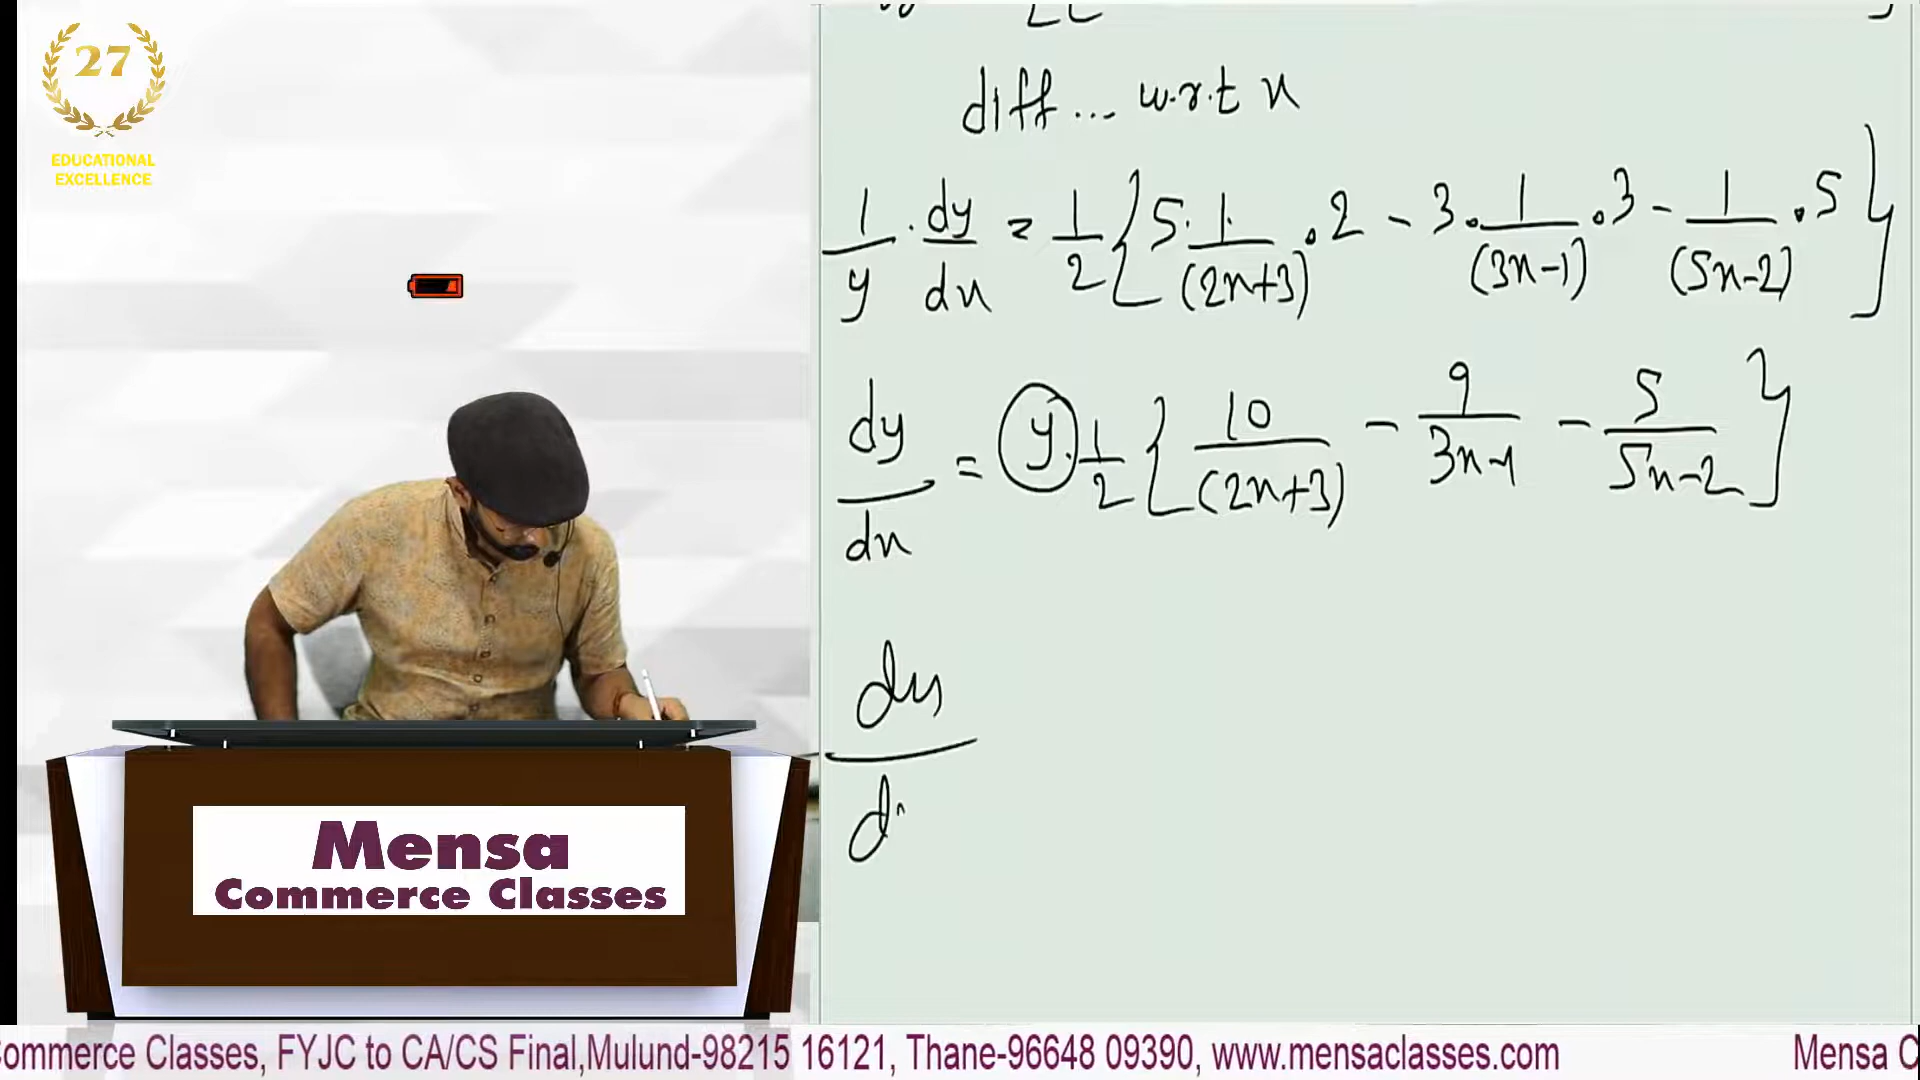 27
EDUCATIONAL
EXCELLENCE
diff... w.r.t x
1/y . dy/dx = 1/2 { 5.1/(2x+3) . 2 - 3.1/(3x-1) . 3 - 1/(5x-2) . 5 }
dy/dx = y. 1/2 { 10/(2x+3) - 9/3x-1 - 5/5x-2 }
dy
d
Mensa
Commerce Classes
ommerce Classes, FYJC to CA/CS Final,Mulund-98215 16121, Thane-96648 09390, www.mensaclasses.com Mensa C